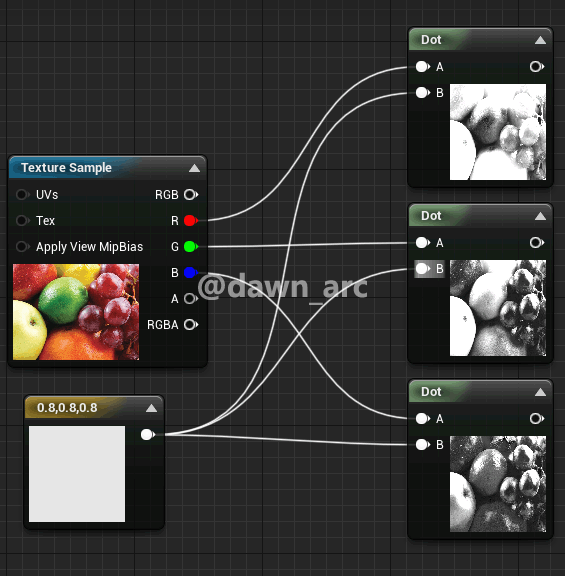 Dot
A
B
Texture Sample
UVs
RGB
Tex
R
Apply View MipBias
G
B
A
RGBA
@dawn_arc
Dot
A
B
0.8,0.8,0.8
Dot
A
B